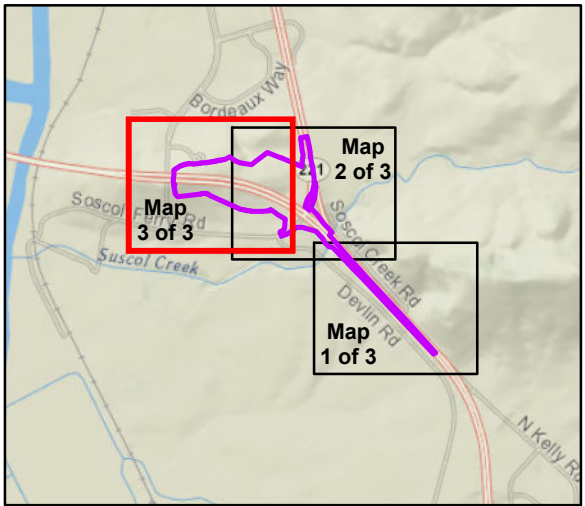 Bordeaux Way
Map
2 of 3
221
Soscol Ferry Rd
Map
3 of 3
Suscol Creek
Soscol Creek Rd
Devlin Rd
Map
1 of 3
N Kelly Rd